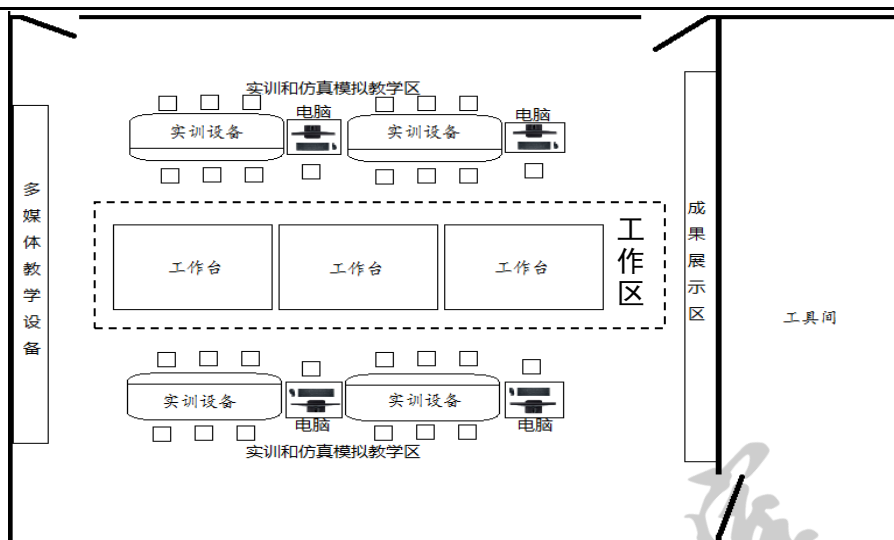 实训和仿真模拟教学区
电脑
电脑
实训设备
实训设备
多媒体教学设备
工作区
工作台
工作台
工作台
成果展示区
工具间
实训设备
实训设备
电脑
电脑
实训和仿真模拟教学区